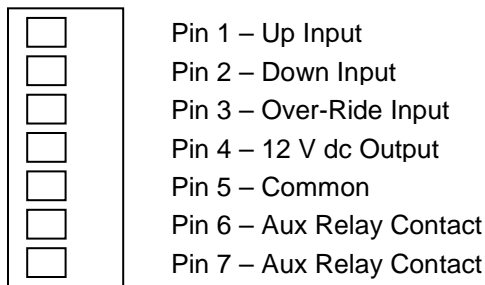 Pin 1 – Up Input
Pin 2 – Down Input
Pin 3 – Over-Ride Input
Pin 4 – 12 V dc Output
Pin 5 – Common
Pin 6 – Aux Relay Contact
Pin 7 – Aux Relay Contact